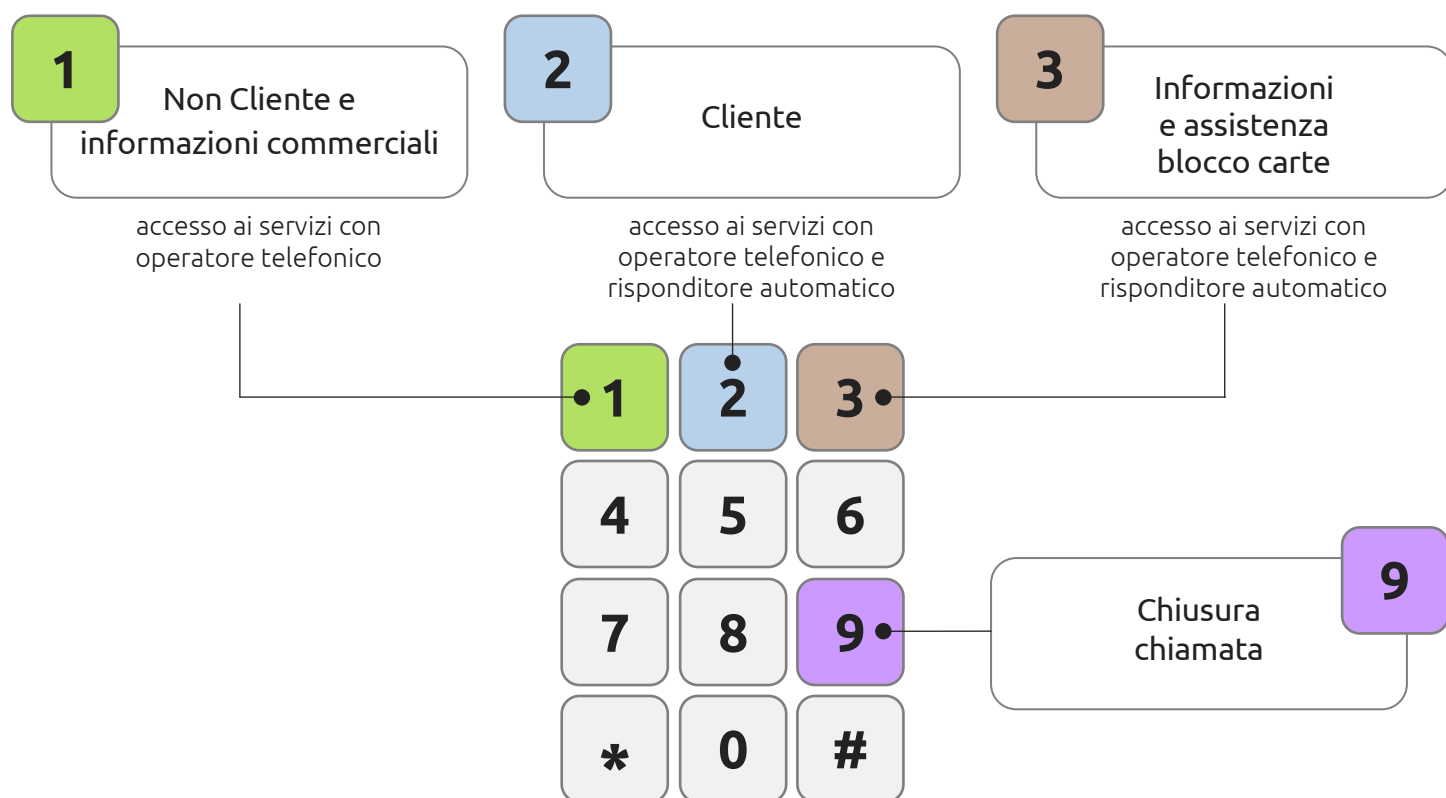 1
Non Cliente e
informazioni commerciali
accesso ai servizi con
operatore telefonico
2
Cliente
accesso ai servizi con
operatore telefonico e
risponditore automatico
3
Informazioni
e assistenza
blocco carte
accesso ai servizi con
operatore telefonico e
risponditore automatico
1 2 3
4 5 6
7 8 9
* 0 #
9
Chiusura
chiamata